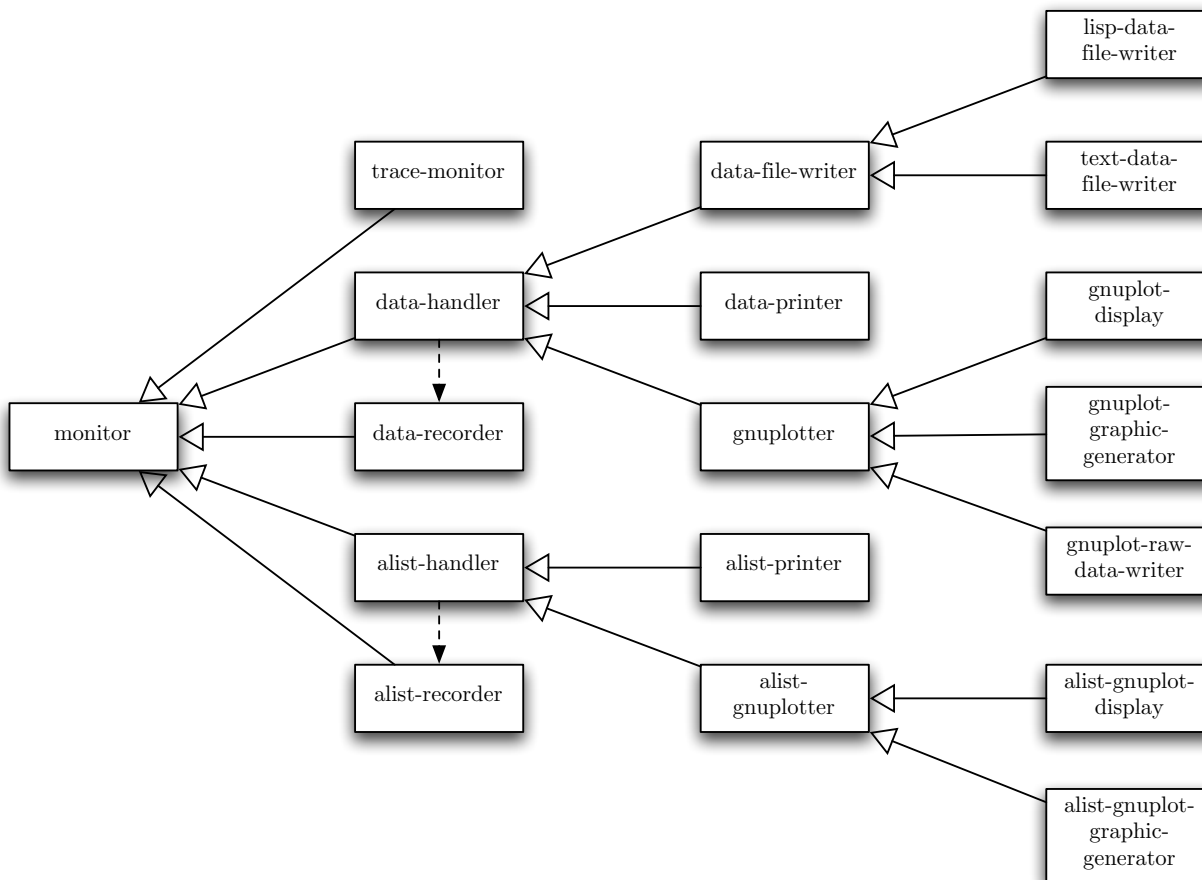 lisp-data-
file-writer
trace-monitor
data-file-writer
text-data-
file-writer
data-handler
data-printer
gnuplot-
display
monitor
data-recorder
gnuplotter
gnuplot-
graphic-
generator
alist-handler
alist-printer
gnuplot-raw-
data-writer
alist-recorder
alist-
gnuplotter
alist-gnuplot-
display
alist-gnuplot-
graphic-
generator